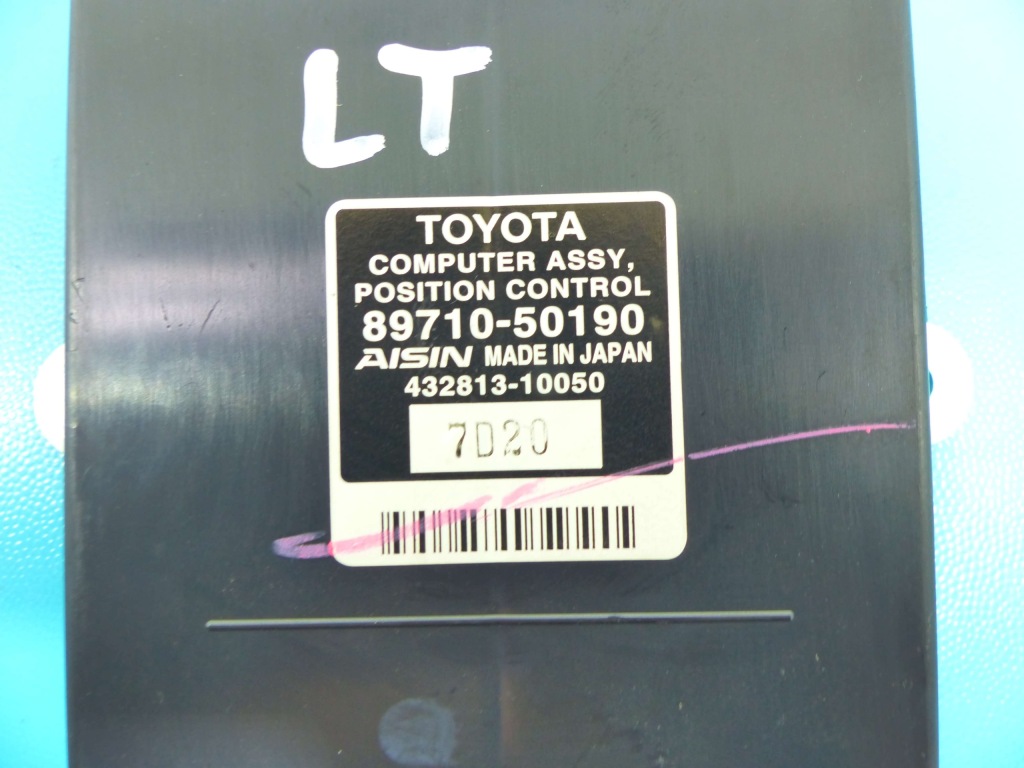 LT
TOYOTA
COMPUTER ASSY,
POSITION CONTROL
89710-50190
AISIN MADE IN JAPAN
432813-10050
7D20